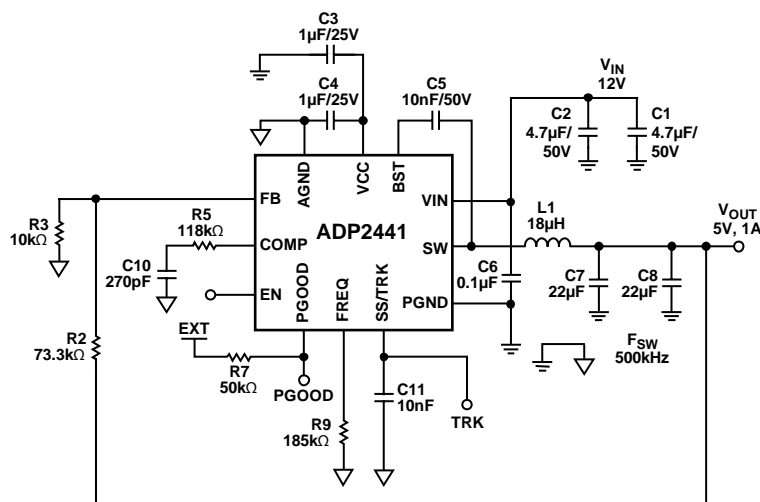 C3
1µF/25V
C4
1µF/25V
C5
10nF/50V
VIN
12V
C2
4.7µF/
50V
C1
4.7µF/
50V
AGND
VCC
BST
FB
VIN
R3
10kΩ
R5
118kΩ
COMP
ADP2441
SW
L1
18µH
VOUT
5V, 1A
C10
270pF
EN
PGOOD
FREQ
SS/TRK
PGND
C6
0.1µF
C7
22µF
C8
22µF
R2
73.3kΩ
EXT
R7
50kΩ
PGOOD
FSW
500kHz
C11
10nF
TRK
R9
185kΩ